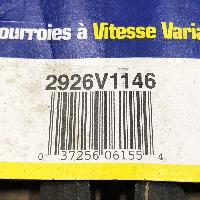 ourroies à Vitesse Varia
2926V1146
0 37256 06155 4